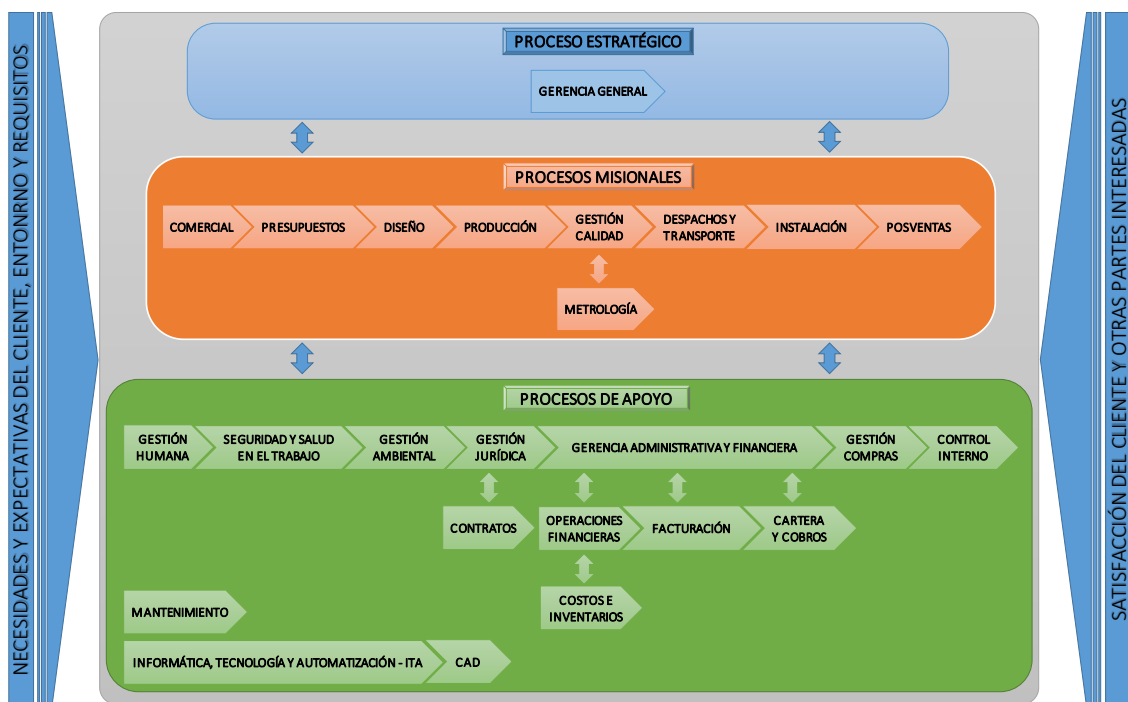 NECESIDADES Y EXPECTATIVAS DEL CLIENTE, ENTONRNO Y REQUISITOS
PROCESO ESTRATÉGICO
GERENCIA GENERAL
PROCESOS MISIONALES
COMERCIAL
PRESUPUESTOS
DISEÑO
PRODUCCIÓN
GESTIÓN
CALIDAD
DESPACHOS Y
TRANSPORTE
INSTALACIÓN
POSVENTAS
METROLOGÍA
PROCESOS DE APOYO
GESTIÓN
HUMANA
SEGURIDAD Y SALUD
EN EL TRABAJO
GESTIÓN
AMBIENTAL
GESTIÓN
JURÍDICA
GERENCIA ADMINISTRATIVA Y FINANCIERA
GESTIÓN
COMPRAS
CONTROL
INTERNO
CONTRATOS
OPERACIONES
FINANCIERAS
FACTURACIÓN
CARTERA
Y COBROS
COSTOS E
INVENTARIOS
MANTENIMIENTO
INFORMÁTICA, TECNOLOGÍA Y AUTOMATIZACIÓN - ITA
CAD
SATISFACCIÓN DEL CLIENTE Y OTRAS PARTES INTERESADAS